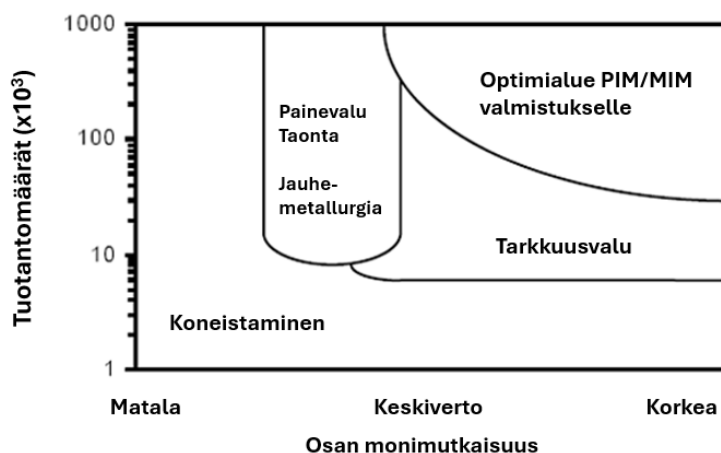 1000
100
10
1
Tuotantomäärät (x10³)
Painevalu
Taonta
Jauhe-
metallurgia
Optimialue PIM/MIM
valmistukselle
Tarkkuusvalu
Koneistaminen
Matala
Keskiverto
Korkea
Osan monimutkaisuus